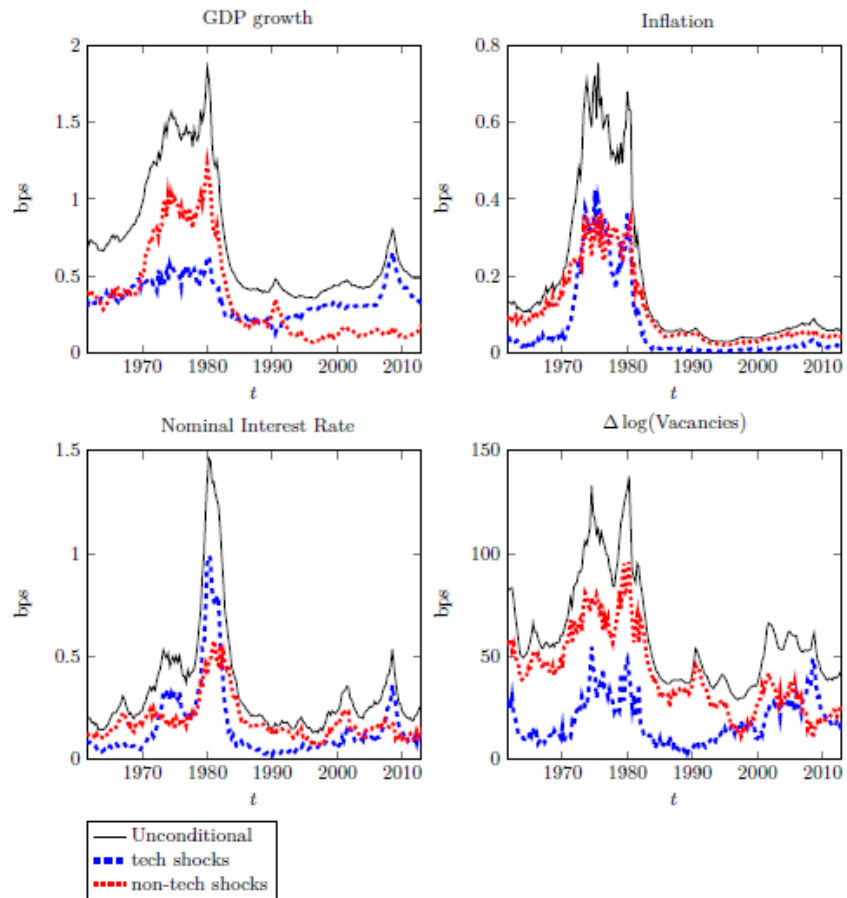 GDP growth
2
1.5
1
0.5
0
bps
1970 1980 1990 2000 2010
t
Inflation
0.8
0.6
0.4
0.2
0
bps
1970 1980 1990 2000 2010
t
Nominal Interest Rate
1.5
1
0.5
0
bps
1970 1980 1990 2000 2010
t
Δ log(Vacancies)
150
100
50
0
bps
1970 1980 1990 2000 2010
t
Unconditional
tech shocks
non-tech shocks